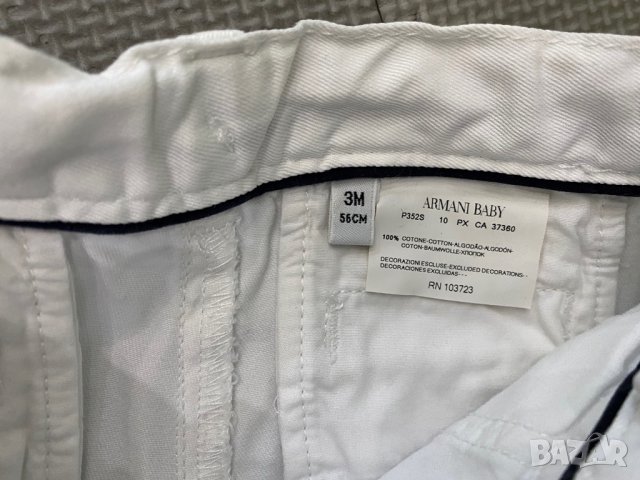 3M
56CM
ARMANI BABY
P352S 10 PX CA 37360
100% COTONE-COTTON-ALGODÃO-ALGODÓN-
COTON-BAUMWOLLE-ΧΠΟΠΟΚ
DECORAZIONI ESCLUSE-EXCLUDED DECORATIONS-
DECORACIONES EXCLUIDAS- - -
RN 103723
BAZAR